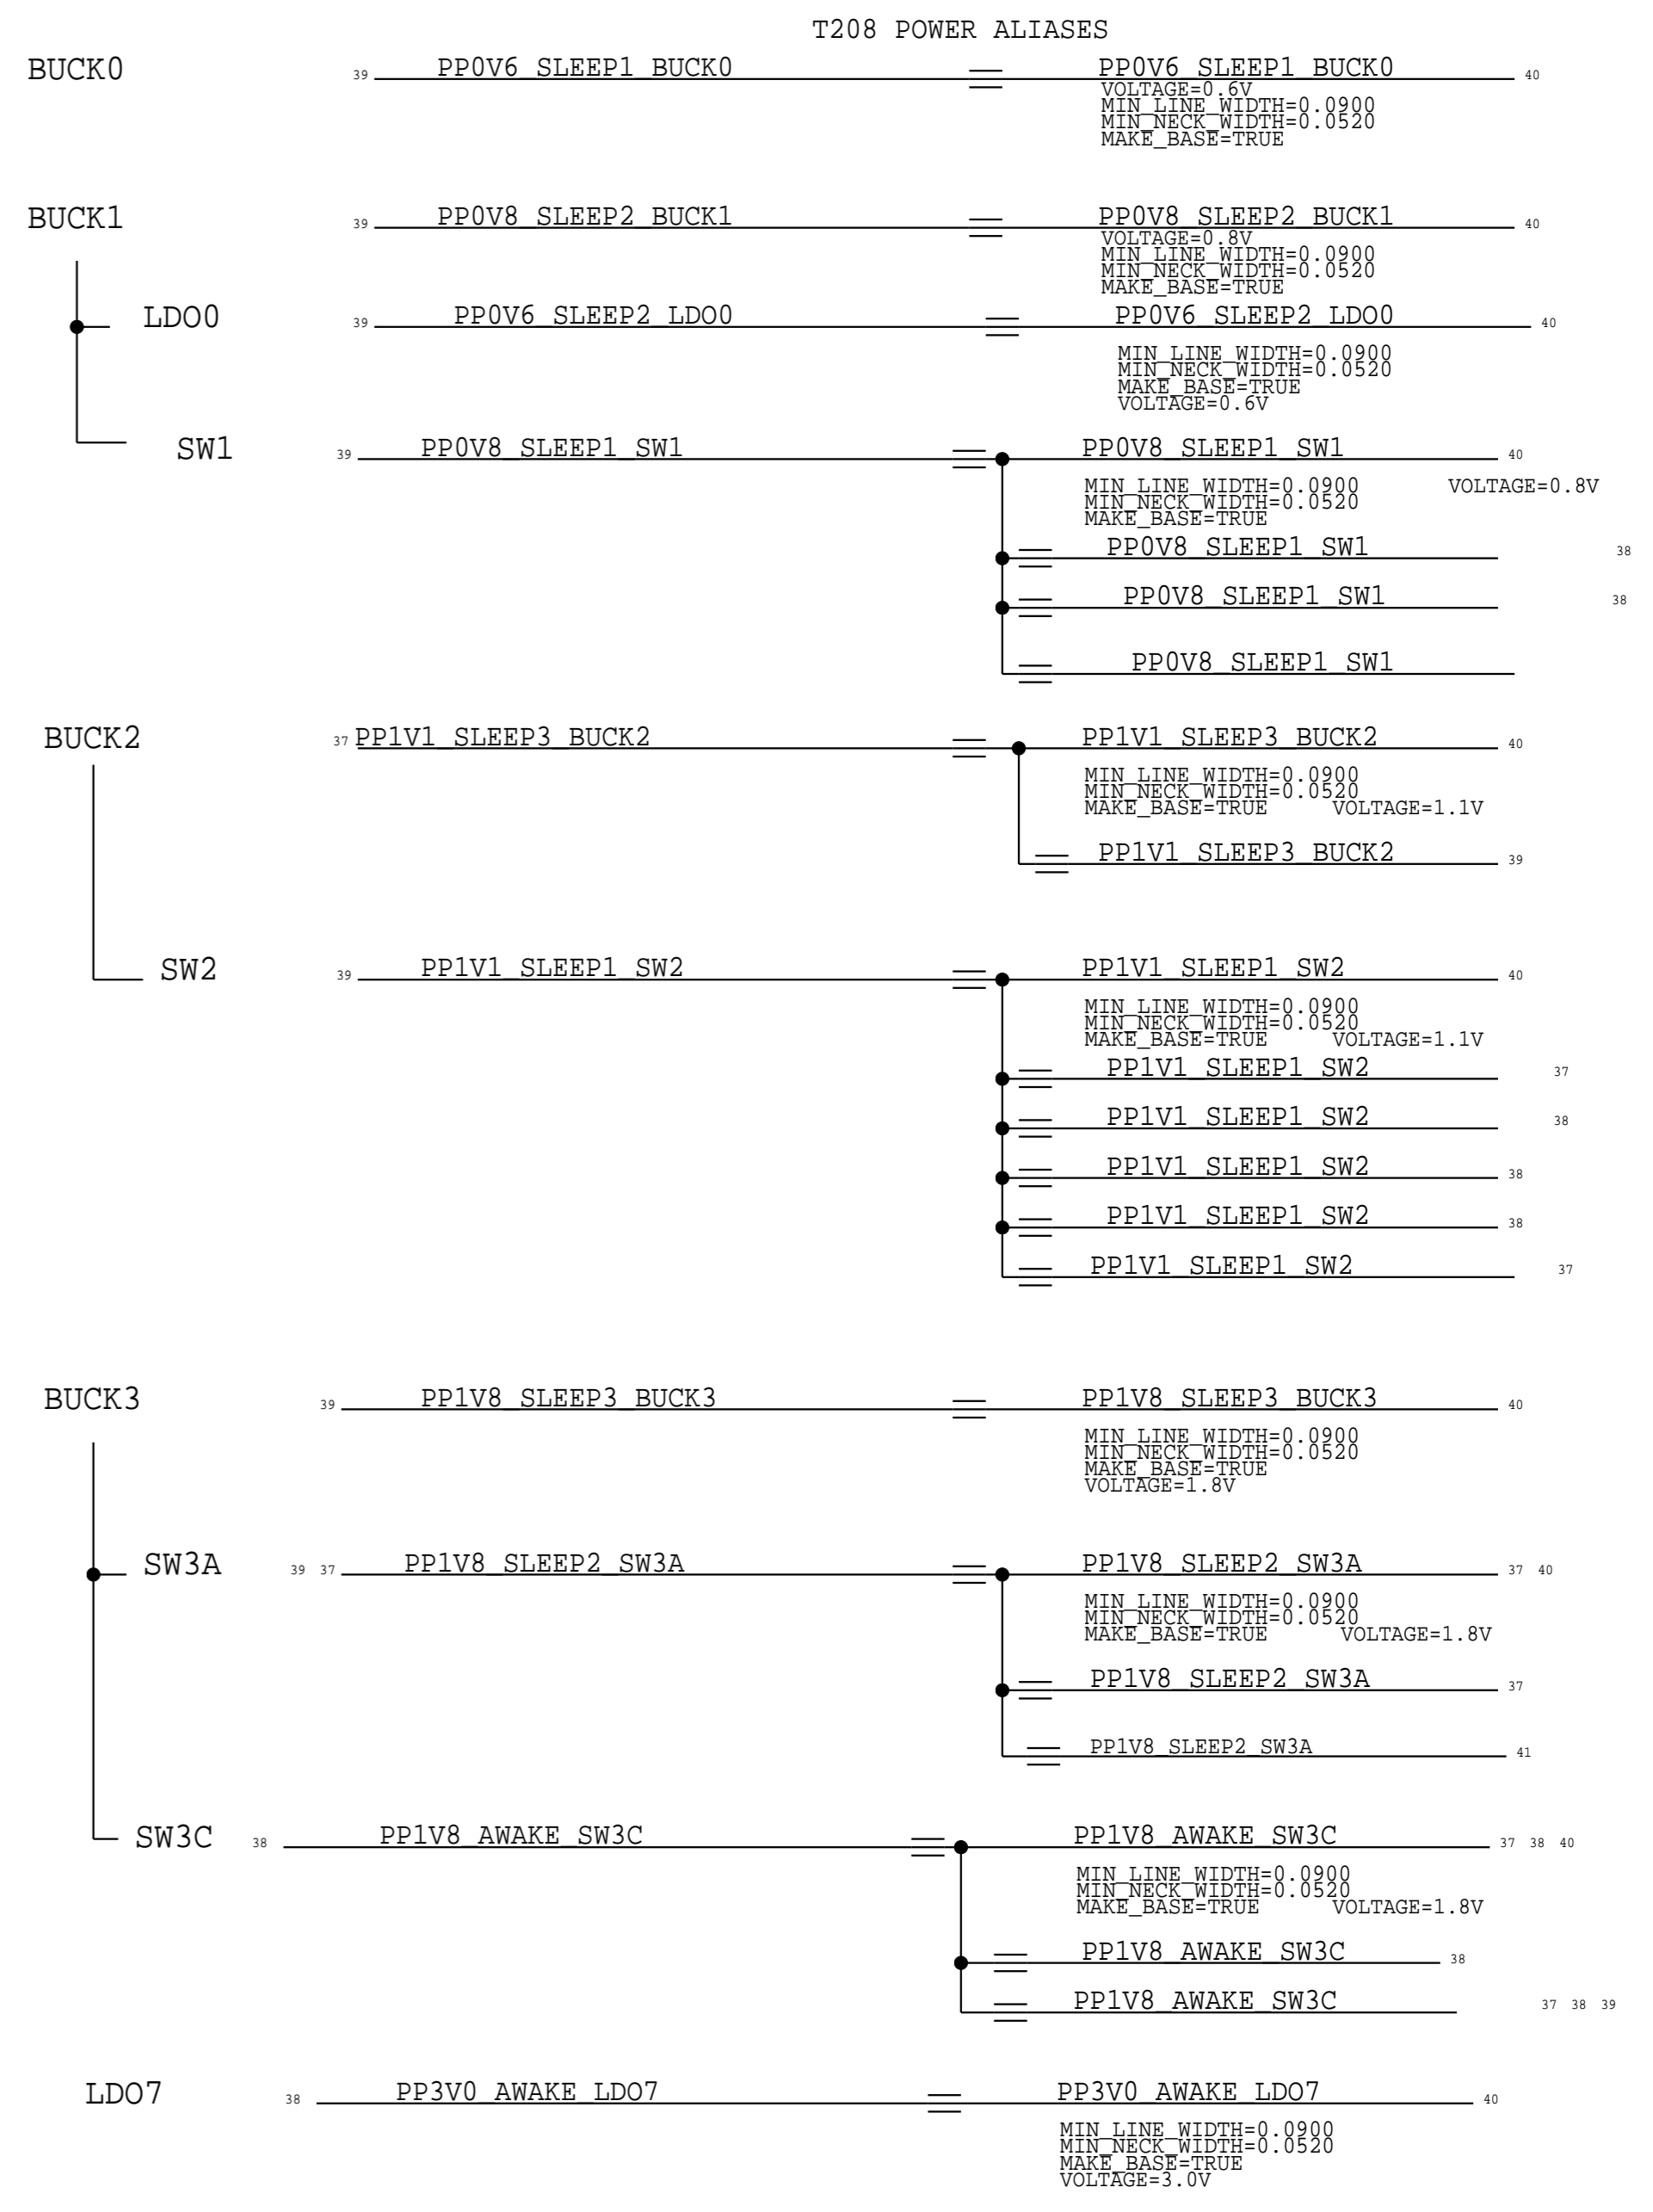 T208 POWER ALIASES
BUCK0 39 PP0V6_SLEEP1_BUCK0 PP0V6_SLEEP1_BUCK0 40
VOLTAGE=0.6V
MIN_LINE_WIDTH=0.0900
MIN_NECK_WIDTH=0.0520
MAKE_BASE=TRUE
BUCK1 39 PP0V8_SLEEP2_BUCK1 PP0V8_SLEEP2_BUCK1 40
VOLTAGE=0.8V
MIN_LINE_WIDTH=0.0900
MIN_NECK_WIDTH=0.0520
MAKE_BASE=TRUE
LDO0 39 PP0V6_SLEEP2_LDO0 PP0V6_SLEEP2_LDO0 40
MIN_LINE_WIDTH=0.0900
MIN_NECK_WIDTH=0.0520
MAKE_BASE=TRUE
VOLTAGE=0.6V
SW1 39 PP0V8_SLEEP1_SW1 PP0V8_SLEEP1_SW1 40
MIN_LINE_WIDTH=0.0900 VOLTAGE=0.8V
MIN_NECK_WIDTH=0.0520
MAKE_BASE=TRUE
PP0V8_SLEEP1_SW1 38
PP0V8_SLEEP1_SW1 38
PP0V8_SLEEP1_SW1
BUCK2 37 PP1V1_SLEEP3_BUCK2 PP1V1_SLEEP3_BUCK2 40
MIN_LINE_WIDTH=0.0900
MIN_NECK_WIDTH=0.0520
MAKE_BASE=TRUE VOLTAGE=1.1V
PP1V1_SLEEP3_BUCK2 39
SW2 39 PP1V1_SLEEP1_SW2 PP1V1_SLEEP1_SW2 40
MIN_LINE_WIDTH=0.0900
MIN_NECK_WIDTH=0.0520
MAKE_BASE=TRUE VOLTAGE=1.1V
PP1V1_SLEEP1_SW2 37
PP1V1_SLEEP1_SW2 38
PP1V1_SLEEP1_SW2 38
PP1V1_SLEEP1_SW2 38
PP1V1_SLEEP1_SW2 37
BUCK3 39 PP1V8_SLEEP3_BUCK3 PP1V8_SLEEP3_BUCK3 40
MIN_LINE_WIDTH=0.0900
MIN_NECK_WIDTH=0.0520
MAKE_BASE=TRUE
VOLTAGE=1.8V
SW3A 39 37 PP1V8_SLEEP2_SW3A PP1V8_SLEEP2_SW3A 37 40
MIN_LINE_WIDTH=0.0900
MIN_NECK_WIDTH=0.0520
MAKE_BASE=TRUE VOLTAGE=1.8V
PP1V8_SLEEP2_SW3A 37
PP1V8_SLEEP2_SW3A 41
SW3C 38 PP1V8_AWAKE_SW3C PP1V8_AWAKE_SW3C 37 38 40
MIN_LINE_WIDTH=0.0900
MIN_NECK_WIDTH=0.0520
MAKE_BASE=TRUE VOLTAGE=1.8V
PP1V8_AWAKE_SW3C 38
PP1V8_AWAKE_SW3C 37 38 39
LDO7 38 PP3V0_AWAKE_LDO7 PP3V0_AWAKE_LDO7 40
MIN_LINE_WIDTH=0.0900
MIN_NECK_WIDTH=0.0520
MAKE_BASE=TRUE
VOLTAGE=3.0V